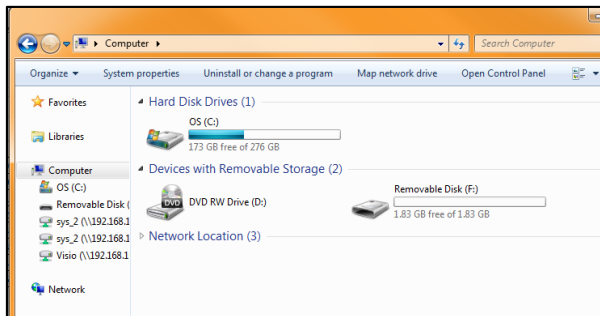 Computer
Search Computer
Organize
System properties
Uninstall or change a program
Map network drive
Open Control Panel
Favorites
Libraries
Computer
OS (C:)
Removable Disk (
sys_2 (\\192.168.1
sys_2 (\\192.168.1
Visio (\\192.168.1
Network
Hard Disk Drives (1)
OS (C:)
173 GB free of 276 GB
Devices with Removable Storage (2)
DVD
DVD RW Drive (D:)
Removable Disk (F:)
1.83 GB free of 1.83 GB
Network Location (3)